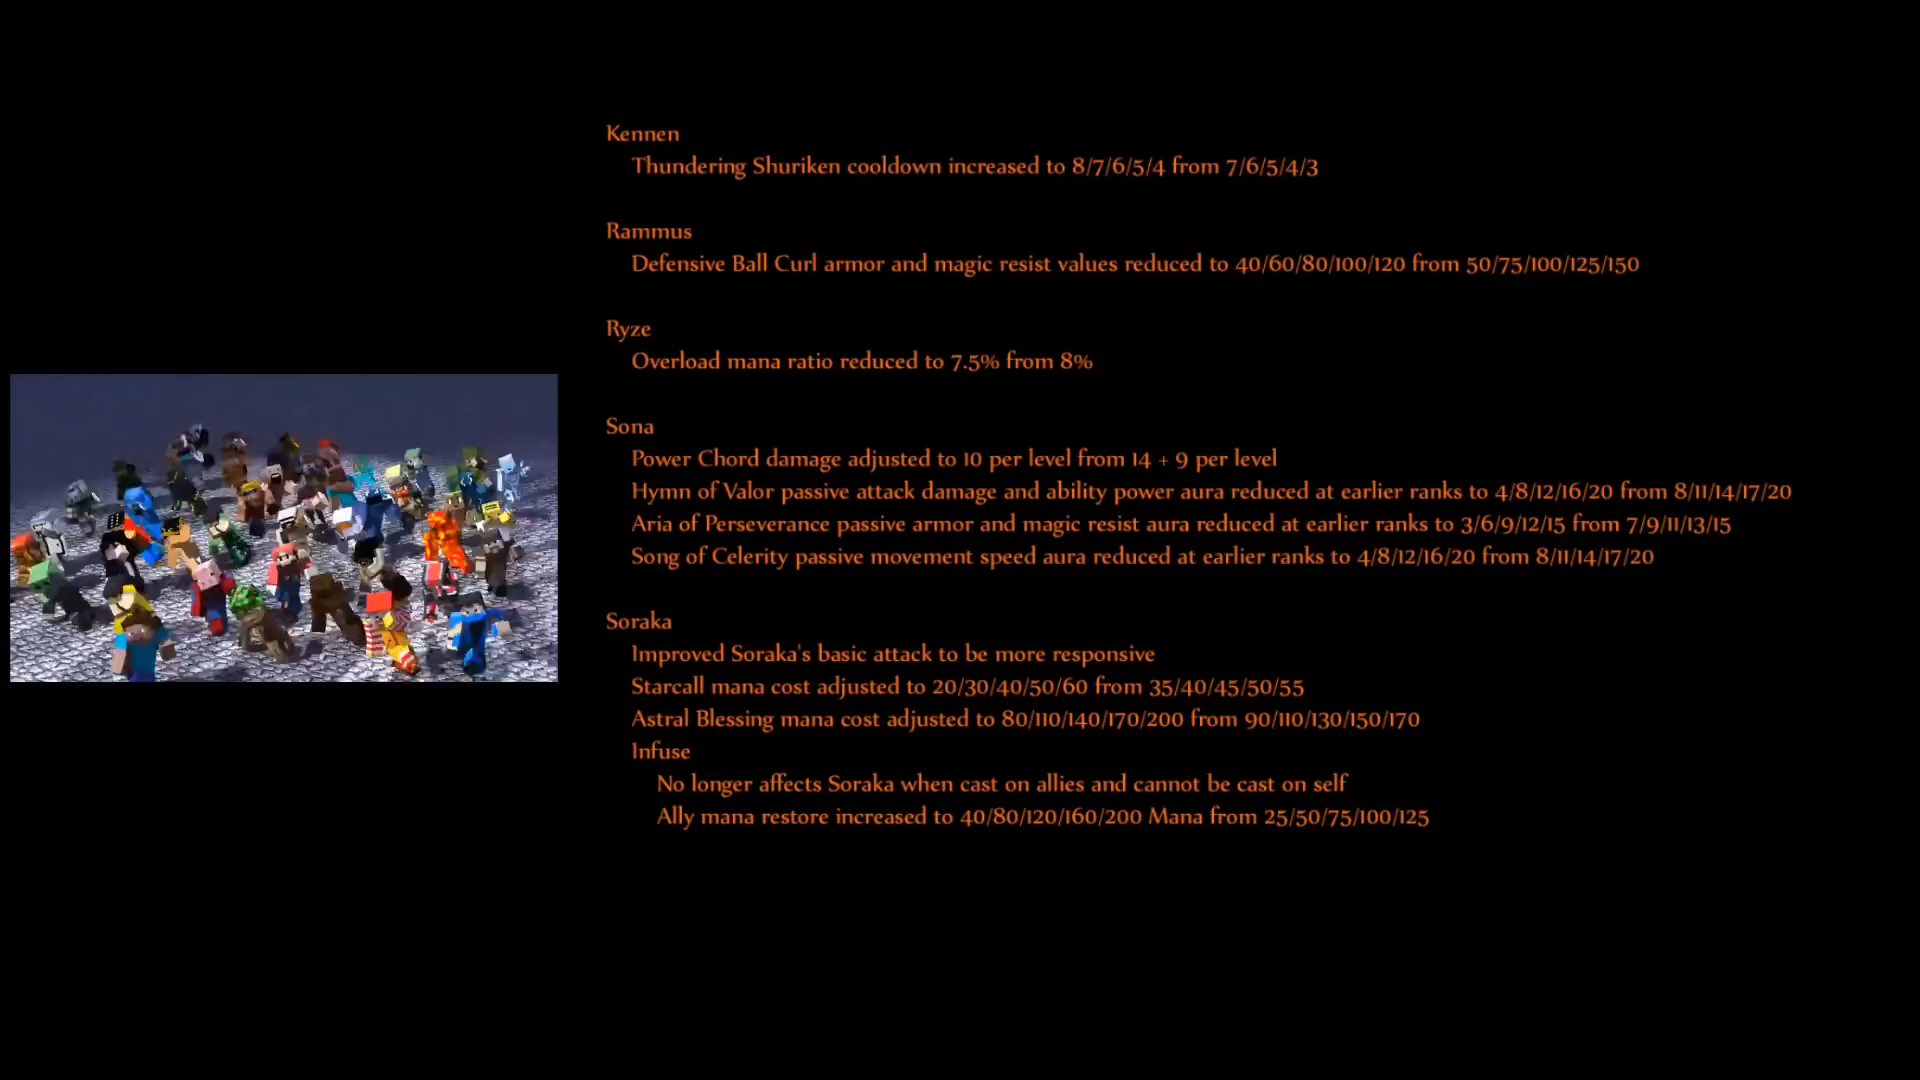 Kennen
Thundering Shuriken cooldown increased to 8/7/6/5/4 from 7/6/5/4/3
Rammus
Defensive Ball Curl armor and magic resist values reduced to 40/60/80/100/120 from 50/75/100/125/150
Ryze
Overload mana ratio reduced to 7.5% from 8%
Sona
Power Chord damage adjusted to 10 per level from 14 + 9 per level
Hymn of Valor passive attack damage and ability power aura reduced at earlier ranks to 4/8/12/16/20 from 8/11/14/17/20
Aria of Perseverance passive armor and magic resist aura reduced at earlier ranks to 3/6/9/12/15 from 7/9/11/13/15
Song of Celerity passive movement speed aura reduced at earlier ranks to 4/8/12/16/20 from 8/11/14/17/20
Soraka
Improved Soraka's basic attack to be more responsive
Starcall mana cost adjusted to 20/30/40/50/60 from 35/40/45/50/55
Astral Blessing mana cost adjusted to 80/110/140/170/200 from 90/110/130/150/170
Infuse
No longer affects Soraka when cast on allies and cannot be cast on self
Ally mana restore increased to 40/80/120/160/200 Mana from 25/50/75/100/125